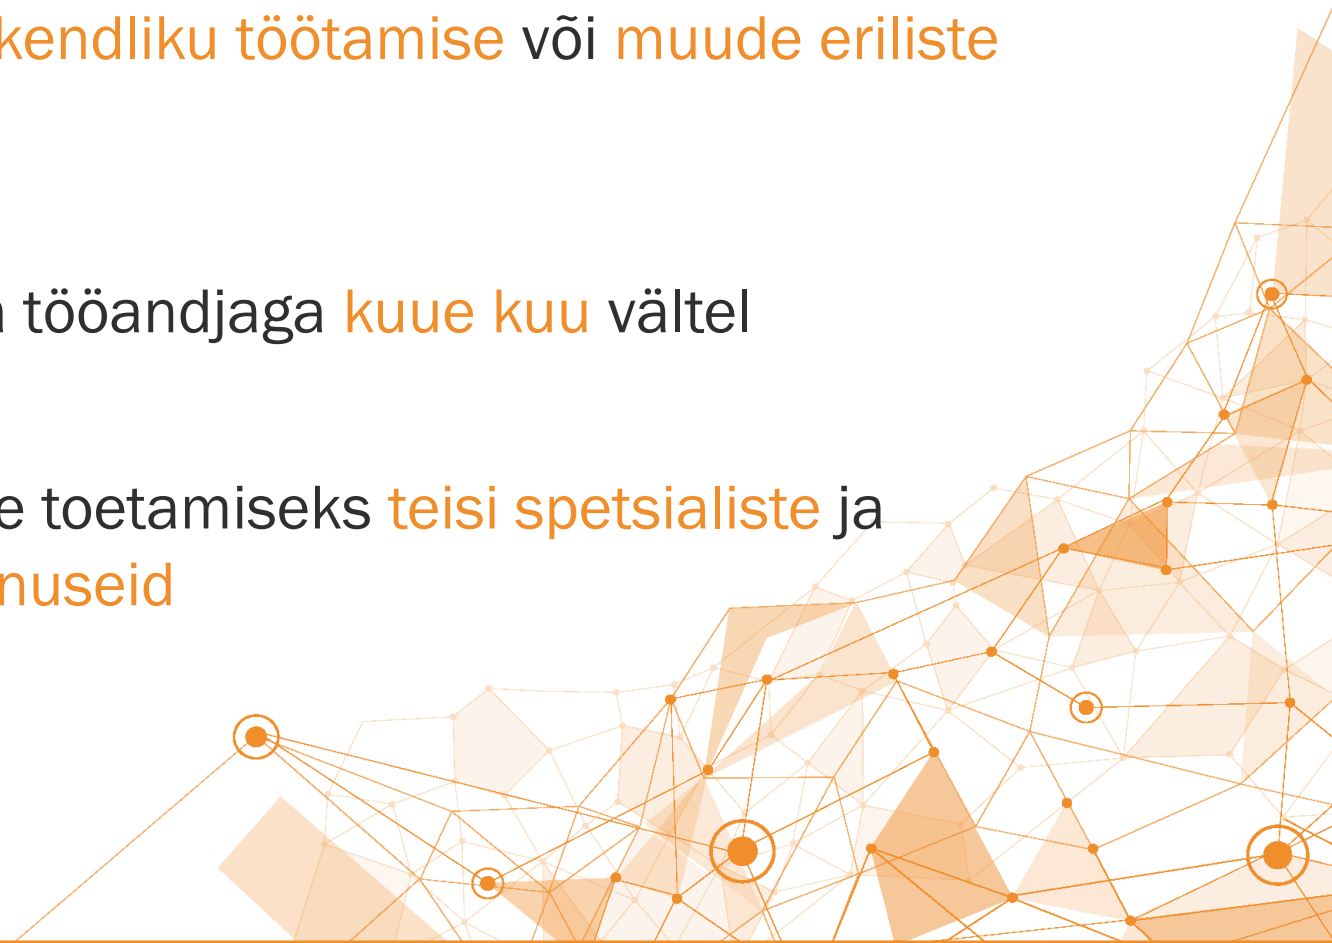 kendliku töötamise või muude eriliste
tööandjaga kuue kuu vältel
e toetamiseks teisi spetsialiste ja
nuseid